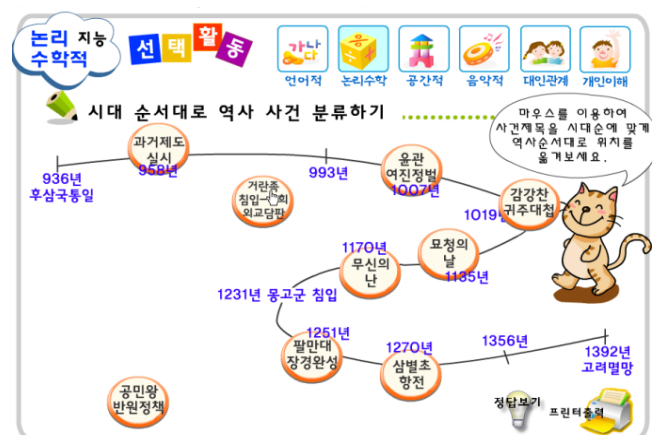 논리 지능
수학적
선택활동
가나다
언어적 논리수학 공간적 음악적 대인관계 개인이해
시대 순서대로 역사 사건 분류하기
마우스를 이용하여
사건제목을 시대순에 맞게
역사순서대로 위치를
옮겨보세요.
과거제도
실시
958년
936년
후삼국통일
993년
윤관
여진정벌
1007년
거란족
침입
외교담판
감강찬
귀주대첩
1019년
묘청의
날
1135년
1170년
무신의
난
1231년 몽고군 침입
1251년
팔만대
장경완성
1270년
삼별초
항전
1356년
1392년
고려멸망
공민왕
반원정책
정답보기
프린터출력